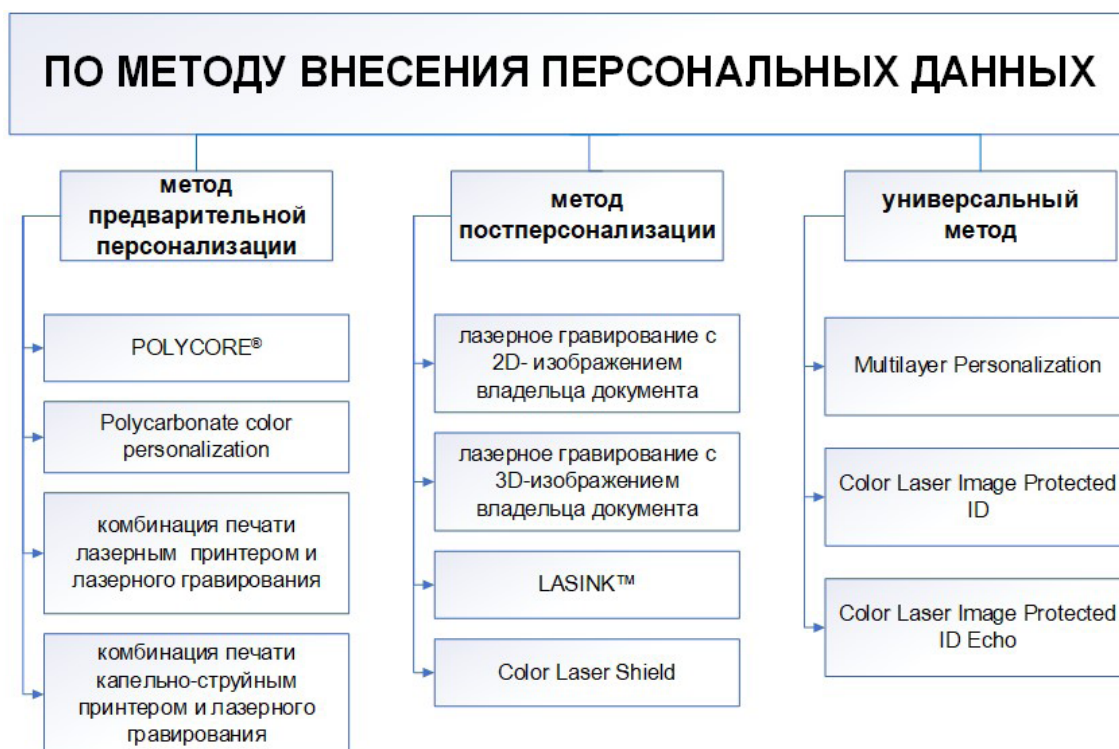 ПО МЕТОДУ ВНЕСЕНИЯ ПЕРСОНАЛЬНЫХ ДАННЫХ
метод
предварительной
персонализации
POLYCORE®
Polycarbonate color
personalization
комбинация печати
лазерным принтером и
лазерного гравирования
комбинация печати
капельно-струйным
принтером и лазерного
гравирования
метод
постперсонализации
лазерное гравирование с
2D- изображением
владельца документа
лазерное гравирование с
3D-изображением
владельца документа
LASINK™
Color Laser Shield
универсальный
метод
Multilayer Personalization
Color Laser Image Protected
ID
Color Laser Image Protected
ID Echo